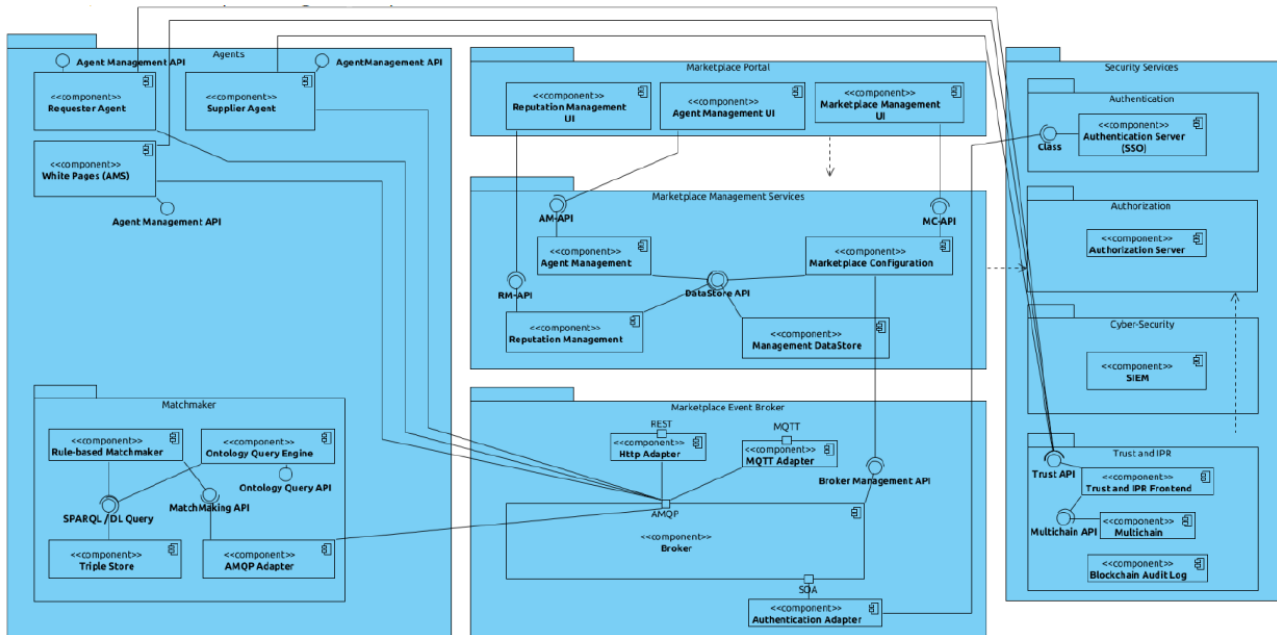 Agents
Agent Management API
AgentManagement API
<<component>>
Requester Agent
<<component>>
Supplier Agent
<<component>>
White Pages (AMS)
Agent Management API
Matchmaker
<<component>>
Rule-based Matchmaker
<<component>>
Ontology Query Engine
Ontology Query API
SPARQL / DL Query
MatchMaking API
<<component>>
Triple Store
<<component>>
AMQP Adapter
Marketplace Portal
<<component>>
Reputation Management
UI
<<component>>
Agent Management UI
<<component>>
Marketplace Management
UI
Marketplace Management Services
AM-API
MC-API
<<component>>
Agent Management
<<component>>
Marketplace Configuration
RM-API
DataStore API
<<component>>
Reputation Management
<<component>>
Management DataStore
Marketplace Event Broker
REST
<<component>>
Http Adapter
MQTT
<<component>>
MQTT Adapter
Broker Management API
AMQP
<<component>>
Broker
SOA
<<component>>
Authentication Adapter
Security Services
Authentication
Class
<<component>>
Authentication Server
(SSO)
Authorization
<<component>>
Authorization Server
Cyber-Security
<<component>>
SIEM
Trust and IPR
Trust API
<<component>>
Trust and IPR Frontend
Multichain API
<<component>>
Multichain
<<component>>
Blockchain Audit Log